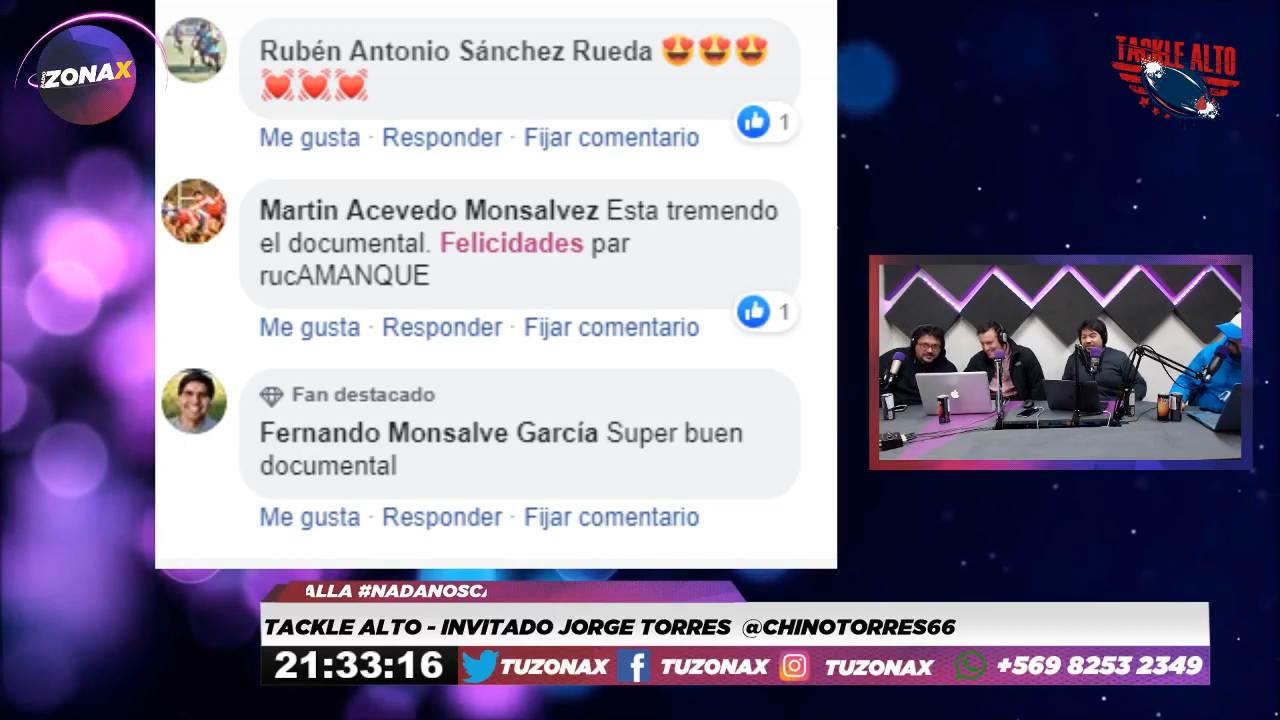 ZONAX
TACKLE ALTO
Rubén Antonio Sánchez Rueda 😍😍😍
💓💓💓
1
Me gusta · Responder · Fijar comentario
Martin Acevedo Monsalvez Esta tremendo
el documental. Felicidades par
rucAMANQUE
1
Me gusta · Responder · Fijar comentario
Fan destacado
Fernando Monsalve García Super buen
documental
Me gusta · Responder · Fijar comentario
ALLA #NADANOSCA
TACKLE ALTO - INVITADO JORGE TORRES @CHINOTORRES66
21:33:16 TUZONAX TUZONAX TUZONAX +569 8253 2349